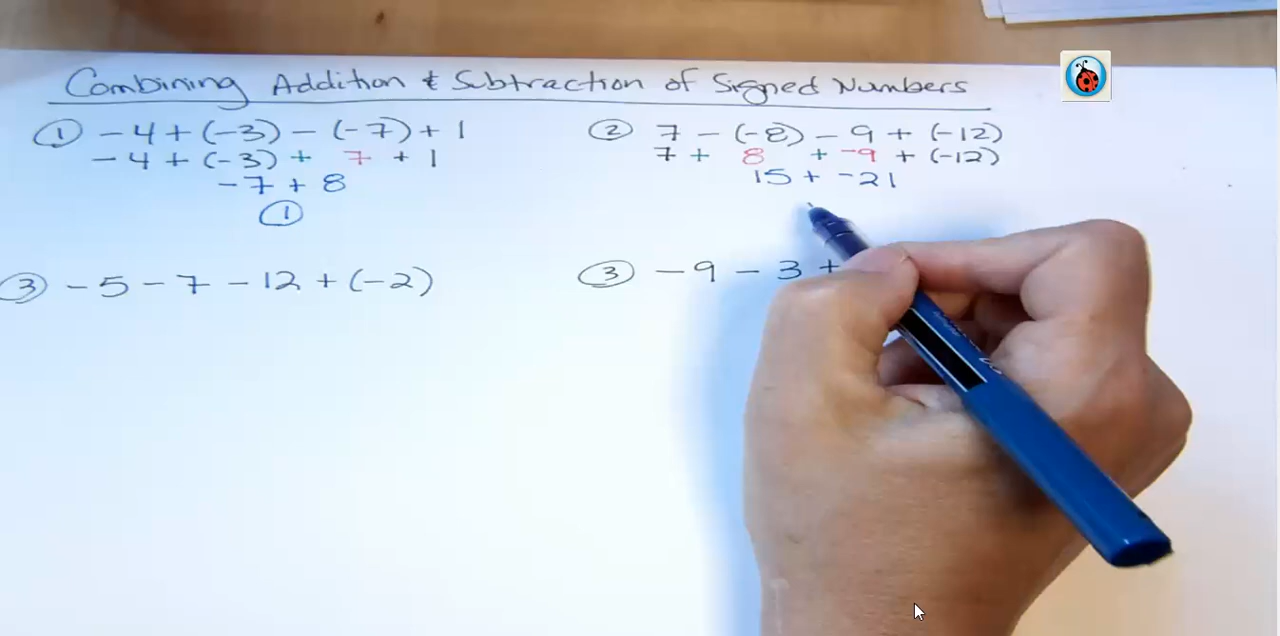 Combining Addition & Subtraction of Signed Numbers
① -4 + (-3) - (-7) + 1
-4 + (-3) + 7 + 1
-7 + 8
①
② 7 - (-8) - 9 + (-12)
7 + 8 + -9 + (-12)
15 + -21
③ -5 - 7 - 12 + (-2)
③ -9 - 3 +